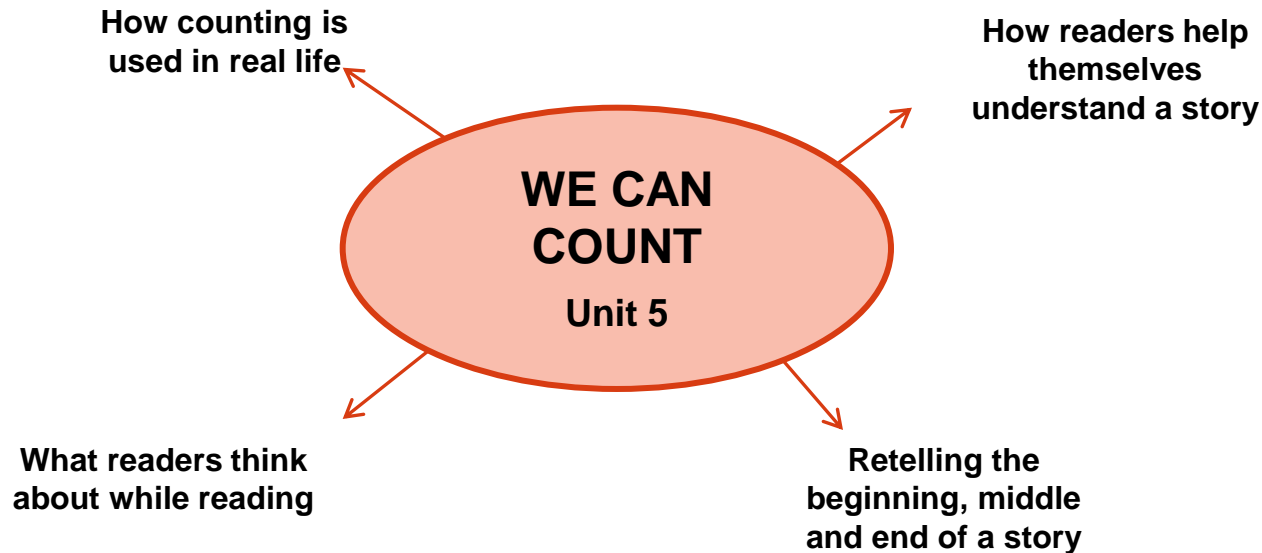 How counting is
used in real life
How readers help
themselves
understand a story
WE CAN
COUNT
Unit 5
What readers think
about while reading
Retelling the
beginning, middle
and end of a story